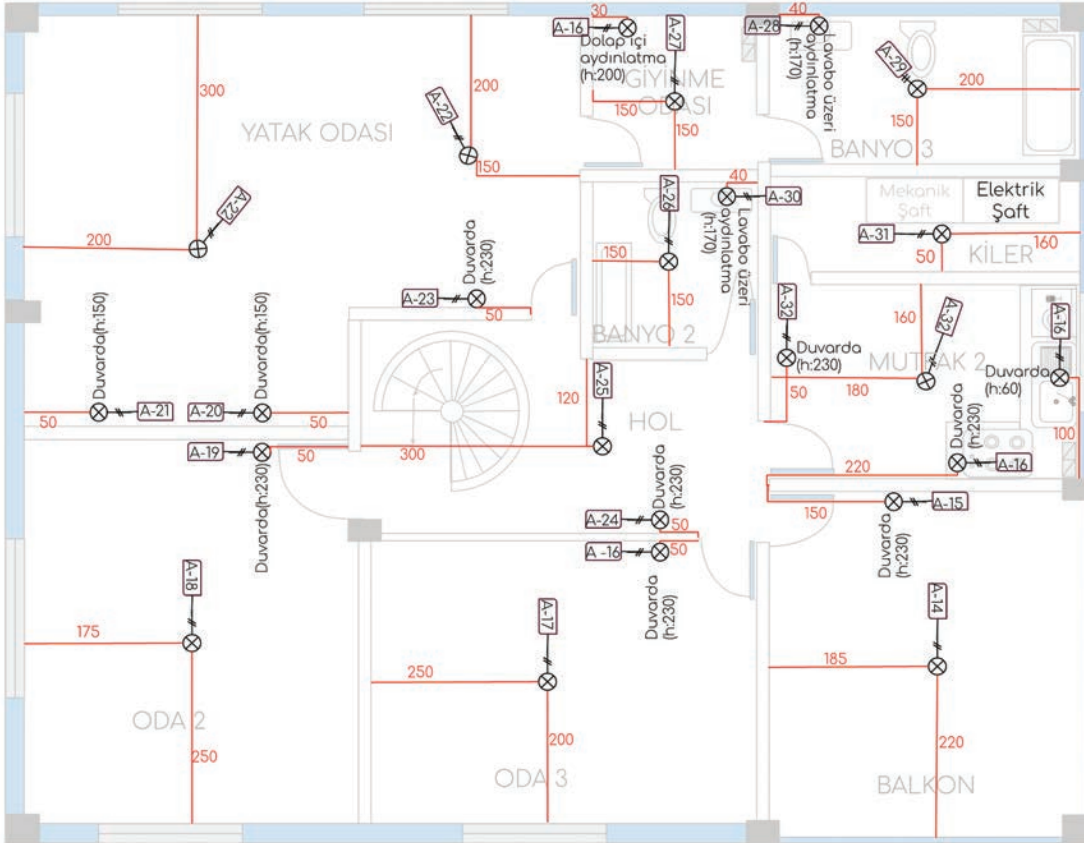 30
40
A-16
A-27
A-28
Dolap içi
aydınlatma
(h:200)
Lavabo üzeri
aydınlatma
(h:170)
A-29
300
200
GİYİNME
ODASI
200
A-22
YATAK ODASI
150
150
150
150
BANYO 3
40
A-26
A-30
Mekanik
Şaft
Elektrik
Şaft
A-22
Lavabo üzeri
aydınlatma
(h:170)
A-31
160
200
Duvarda
(h:230)
150
50
KİLER
A-23
50
150
A-32
160
A-32
A-16
Duvarda(h:150)
Duvarda(h:150)
BANYO 2
Duvarda
(h:230)
MUTFAK 2
Duvarda
(h:60)
A-25
120
50
180
50
A-21
A-20
50
HOL
Duvarda
(h:230)
100
A-19
50
300
220
A-16
Duvarda(h:230)
Duvarda
(h:230)
150
A-15
A-24
50
A-16
50
Duvarda
(h:230)
Duvarda
(h:230)
A-18
A-17
A-14
175
250
185
ODA 2
250
200
220
ODA 3
BALKON